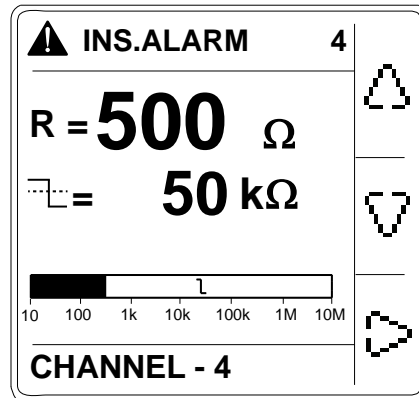 INS.ALARM 4
R = 500 Ω
= 50 kΩ
10 100 1k 10k 100k 1M 10M
CHANNEL - 4